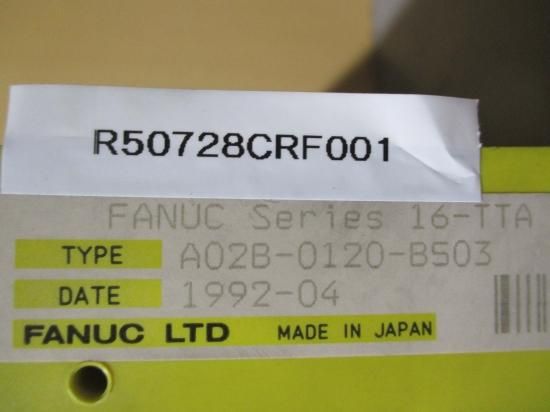 R50728CRF001
FANUC Series 16-TTA
TYPE A02B-0120-B503
DATE 1992-04
FANUC LTD MADE IN JAPAN